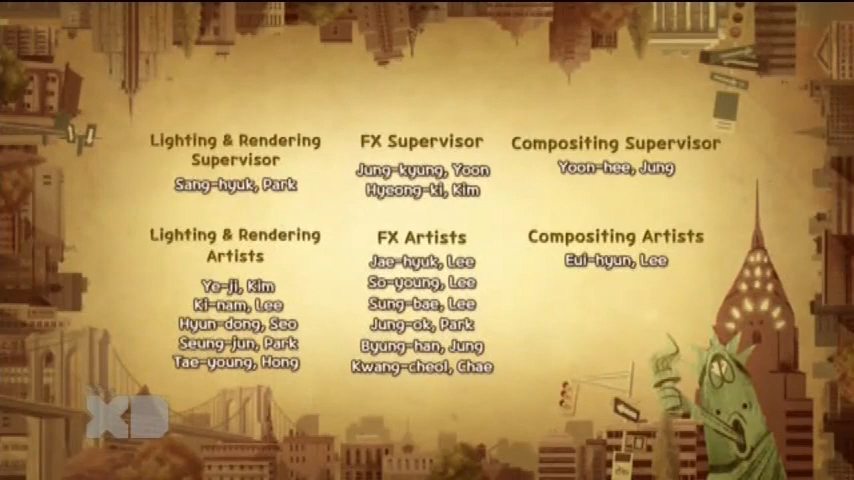 Lighting & Rendering
Supervisor
Sang-hyuk, Park
FX Supervisor
Jung-kyung, Yoon
Hyeong-ki, Kim
Compositing Supervisor
Yoon-hee, Jung
Lighting & Rendering
Artists
Ye-ji, Kim
Ki-nam, Lee
Hyun-dong, Seo
Seung-jun, Park
Tae-young, Hong
FX Artists
Jae-hyuk, Lee
So-young, Lee
Sung-bae, Lee
Jung-ok, Park
Byung-han, Jung
Kwang-cheol, Chae
Compositing Artists
Eui-hyun, Lee
XD